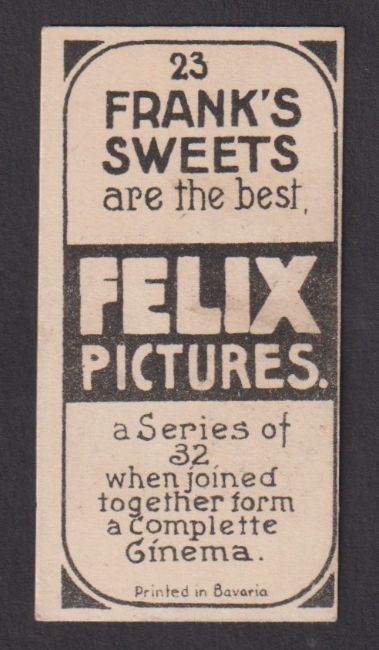 23
FRANK'S
SWEETS
are the best,
FELIX
PICTURES.
a Series of
32
when joined
together form
a Complette
Cinema.
Printed in Bavaria